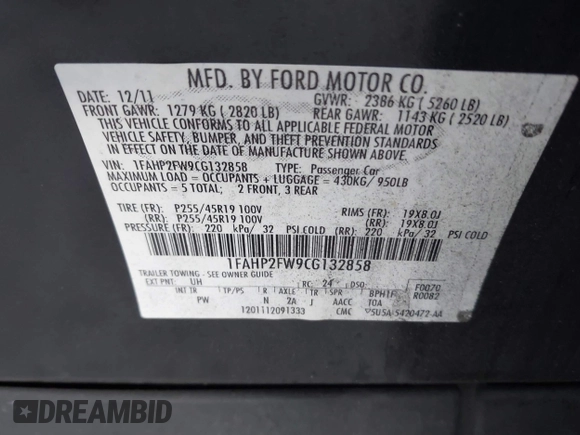 MFD. BY FORD MOTOR CO.
DATE: 12/11 GVWR: 2386 KG ( 5260 LB)
FRONT GAWR: 1279 KG ( 2820 LB) REAR GAWR: 1143 KG ( 2520 LB)
THIS VEHICLE CONFORMS TO ALL APPLICABLE FEDERAL MOTOR
VEHICLE SAFETY, BUMPER, AND THEFT PREVENTION STANDARDS
IN EFFECT ON THE DATE OF MANUFACTURE SHOWN ABOVE.
VIN: 1FAHP2FW9CG132858 TYPE: Passenger Car
MAXIMUM LOAD = OCCUPANTS + LUGGAGE = 430KG/ 950LB
OCCUPANTS = 5 TOTAL; 2 FRONT, 3 REAR
TIRE (FR): P255/45R19 100V RIMS (FR): 19X8.0J
(RR): P255/45R19 100V (RR): 19X8.0J
PRESSURE (FR): 220 kPa/ 32 PSI COLD (RR): 220 kPa/ 32 PSI COLD
1FAHP2FW9CG132858
TRAILER TOWING - SEE OWNER GUIDE
EXT PNT: UH RC: 24 DSO: F0070
INT TR TP/PS R AXLE TR BPH1F R0082
PW N 2A J AACC TOA
1201112091333 CMC 5U5A-5420472-AA
DREAMBID